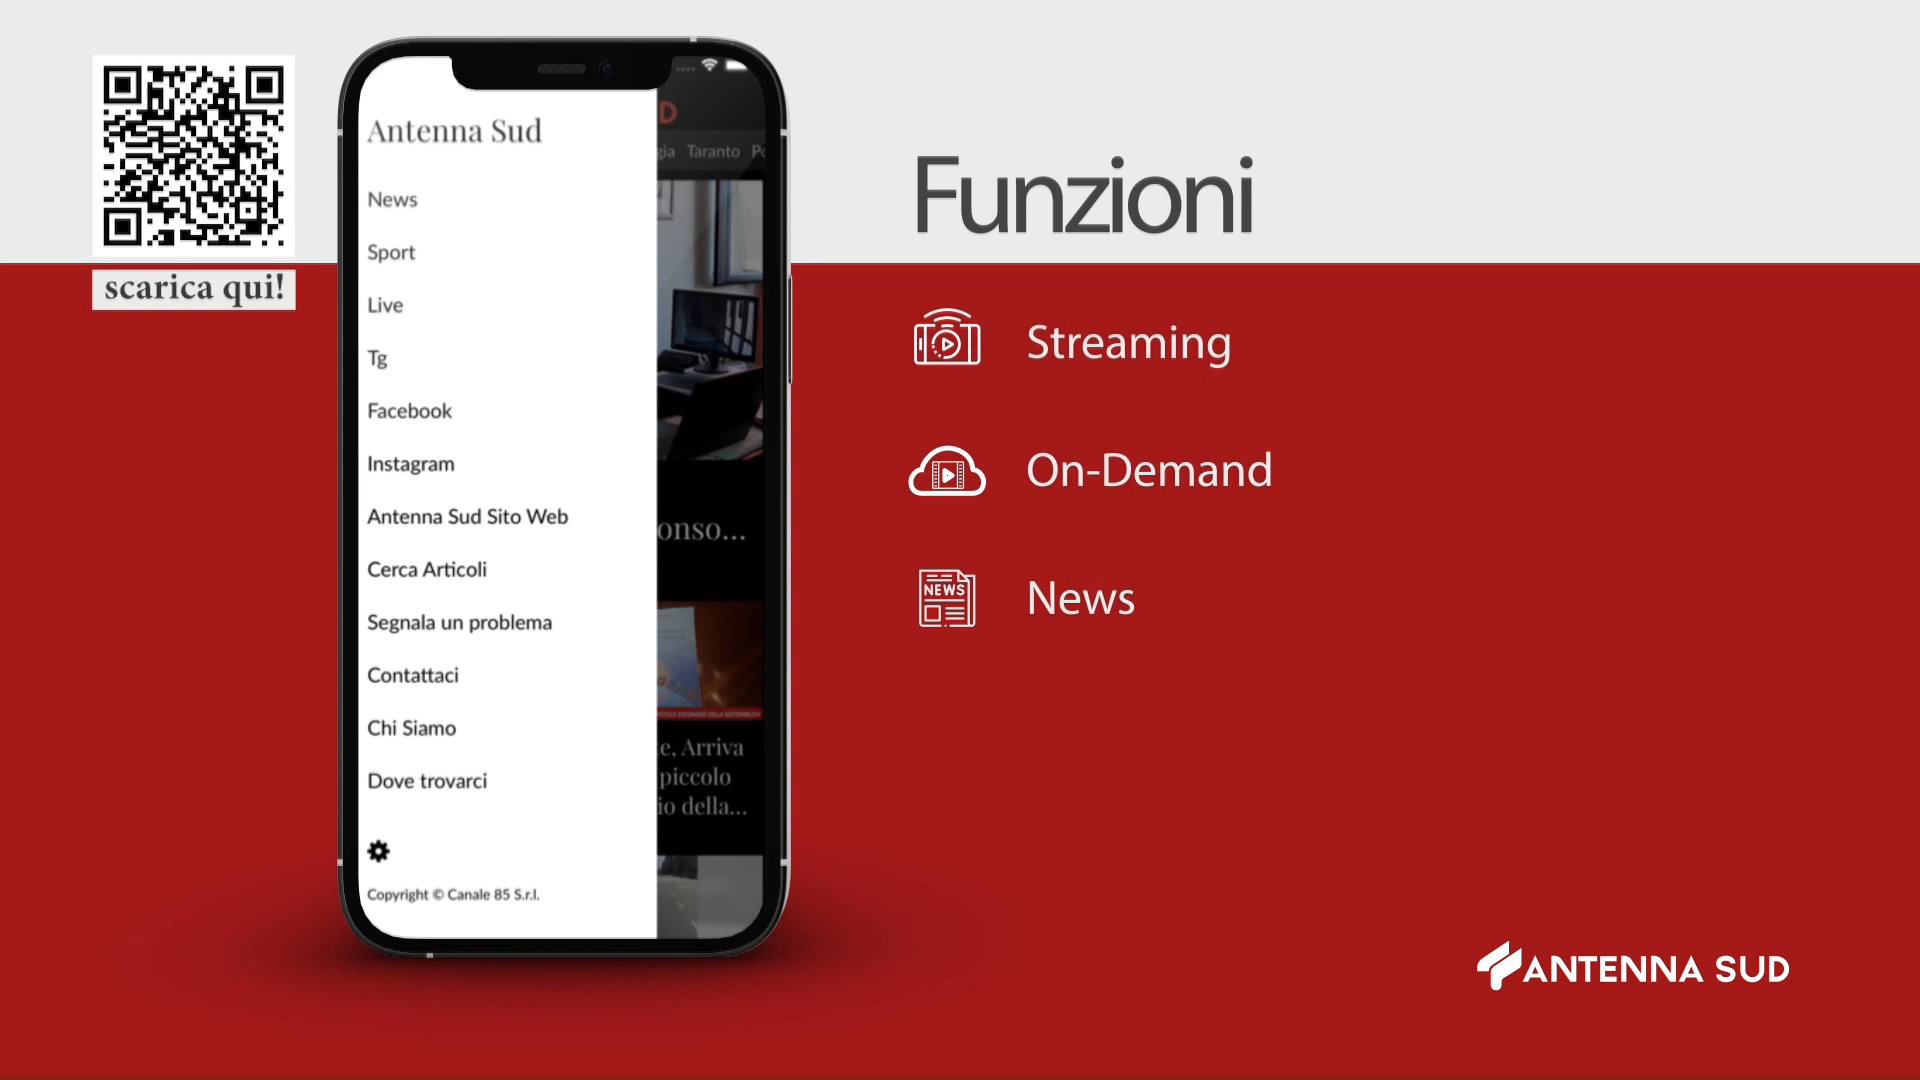 scarica qui!
Antenna Sud
News
Sport
Live
Tg
Facebook
Instagram
Antenna Sud Sito Web
Cerca Articoli
Segnala un problema
Contattaci
Chi Siamo
Dove trovarci
Copyright © Canale 85 S.r.l.
D
gia Taranto Po
onso...
e, Arriva
piccolo
io della...
Funzioni
Streaming
On-Demand
NEWS
News
ANTENNA SUD